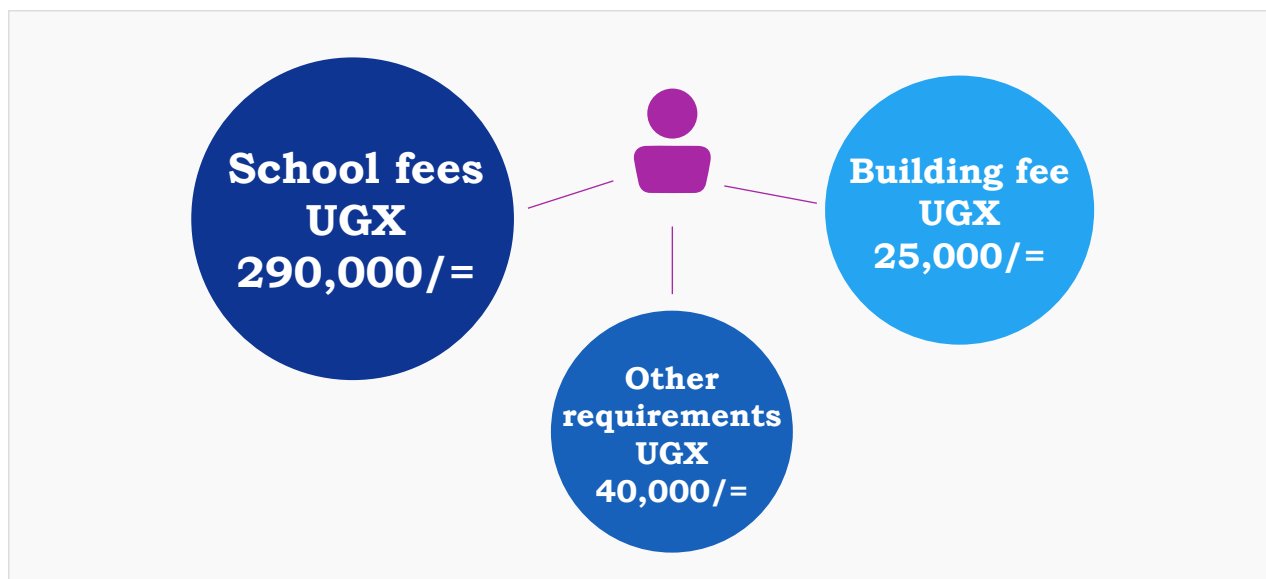 School fees
UGX
290,000/=
Building fee
UGX
25,000/=
Other
requirements
UGX
40,000/=